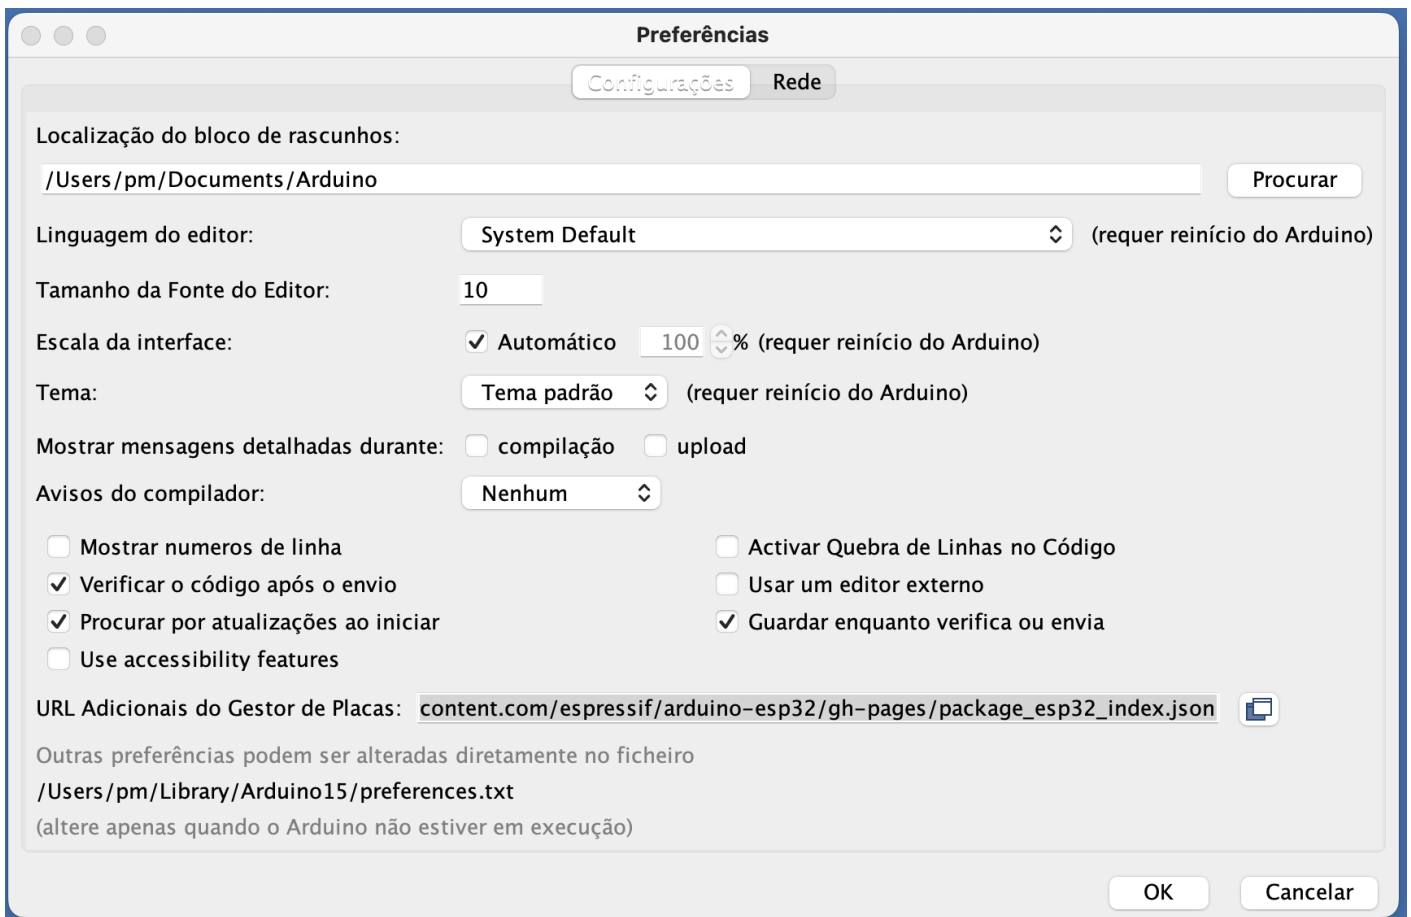 Preferências
Configurações Rede
Localização do bloco de rascunhos:
/Users/pm/Documents/Arduino Procurar
Linguagem do editor: System Default (requer reinício do Arduino)
Tamanho da Fonte do Editor: 10
Escala da interface: Automático 100 % (requer reinício do Arduino)
Tema: Tema padrão (requer reinício do Arduino)
Mostrar mensagens detalhadas durante: compilação upload
Avisos do compilador: Nenhum
Mostrar numeros de linha Activar Quebra de Linhas no Código
Verificar o código após o envio Usar um editor externo
Procurar por atualizações ao iniciar Guardar enquanto verifica ou envia
Use accessibility features
URL Adicionais do Gestor de Placas: content.com/espressif/arduino-esp32/gh-pages/package_esp32_index.json
Outras preferências podem ser alteradas diretamente no ficheiro
/Users/pm/Library/Arduino15/preferences.txt
(altere apenas quando o Arduino não estiver em execução)
OK Cancelar